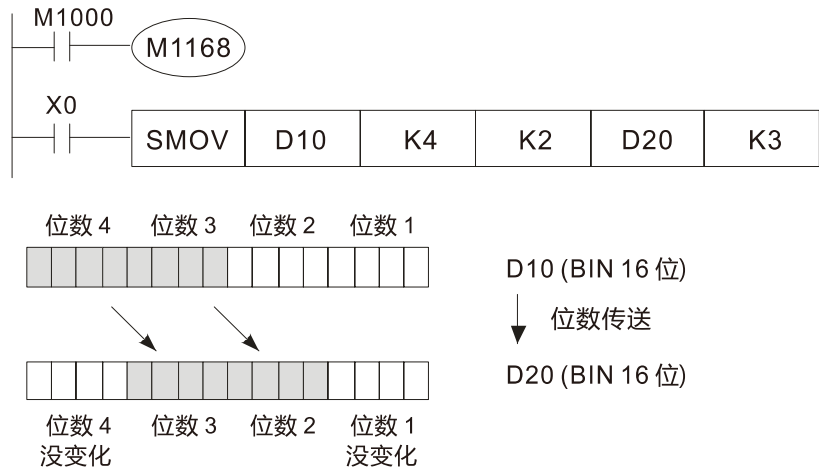 M1000
M1168
X0
SMOV D10 K4 K2 D20 K3
位数 4 位数 3 位数 2 位数 1
D10 (BIN 16 位)
位数传送
D20 (BIN 16 位)
位数 4 位数 3 位数 2 位数 1
没变化 没变化